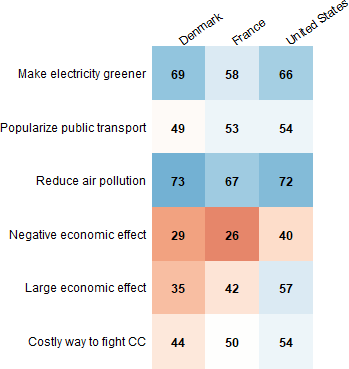 Denmark France United States
Make electricity greener 69 58 66
Popularize public transport 49 53 54
Reduce air pollution 73 67 72
Negative economic effect 29 26 40
Large economic effect 35 42 57
Costly way to fight CC 44 50 54